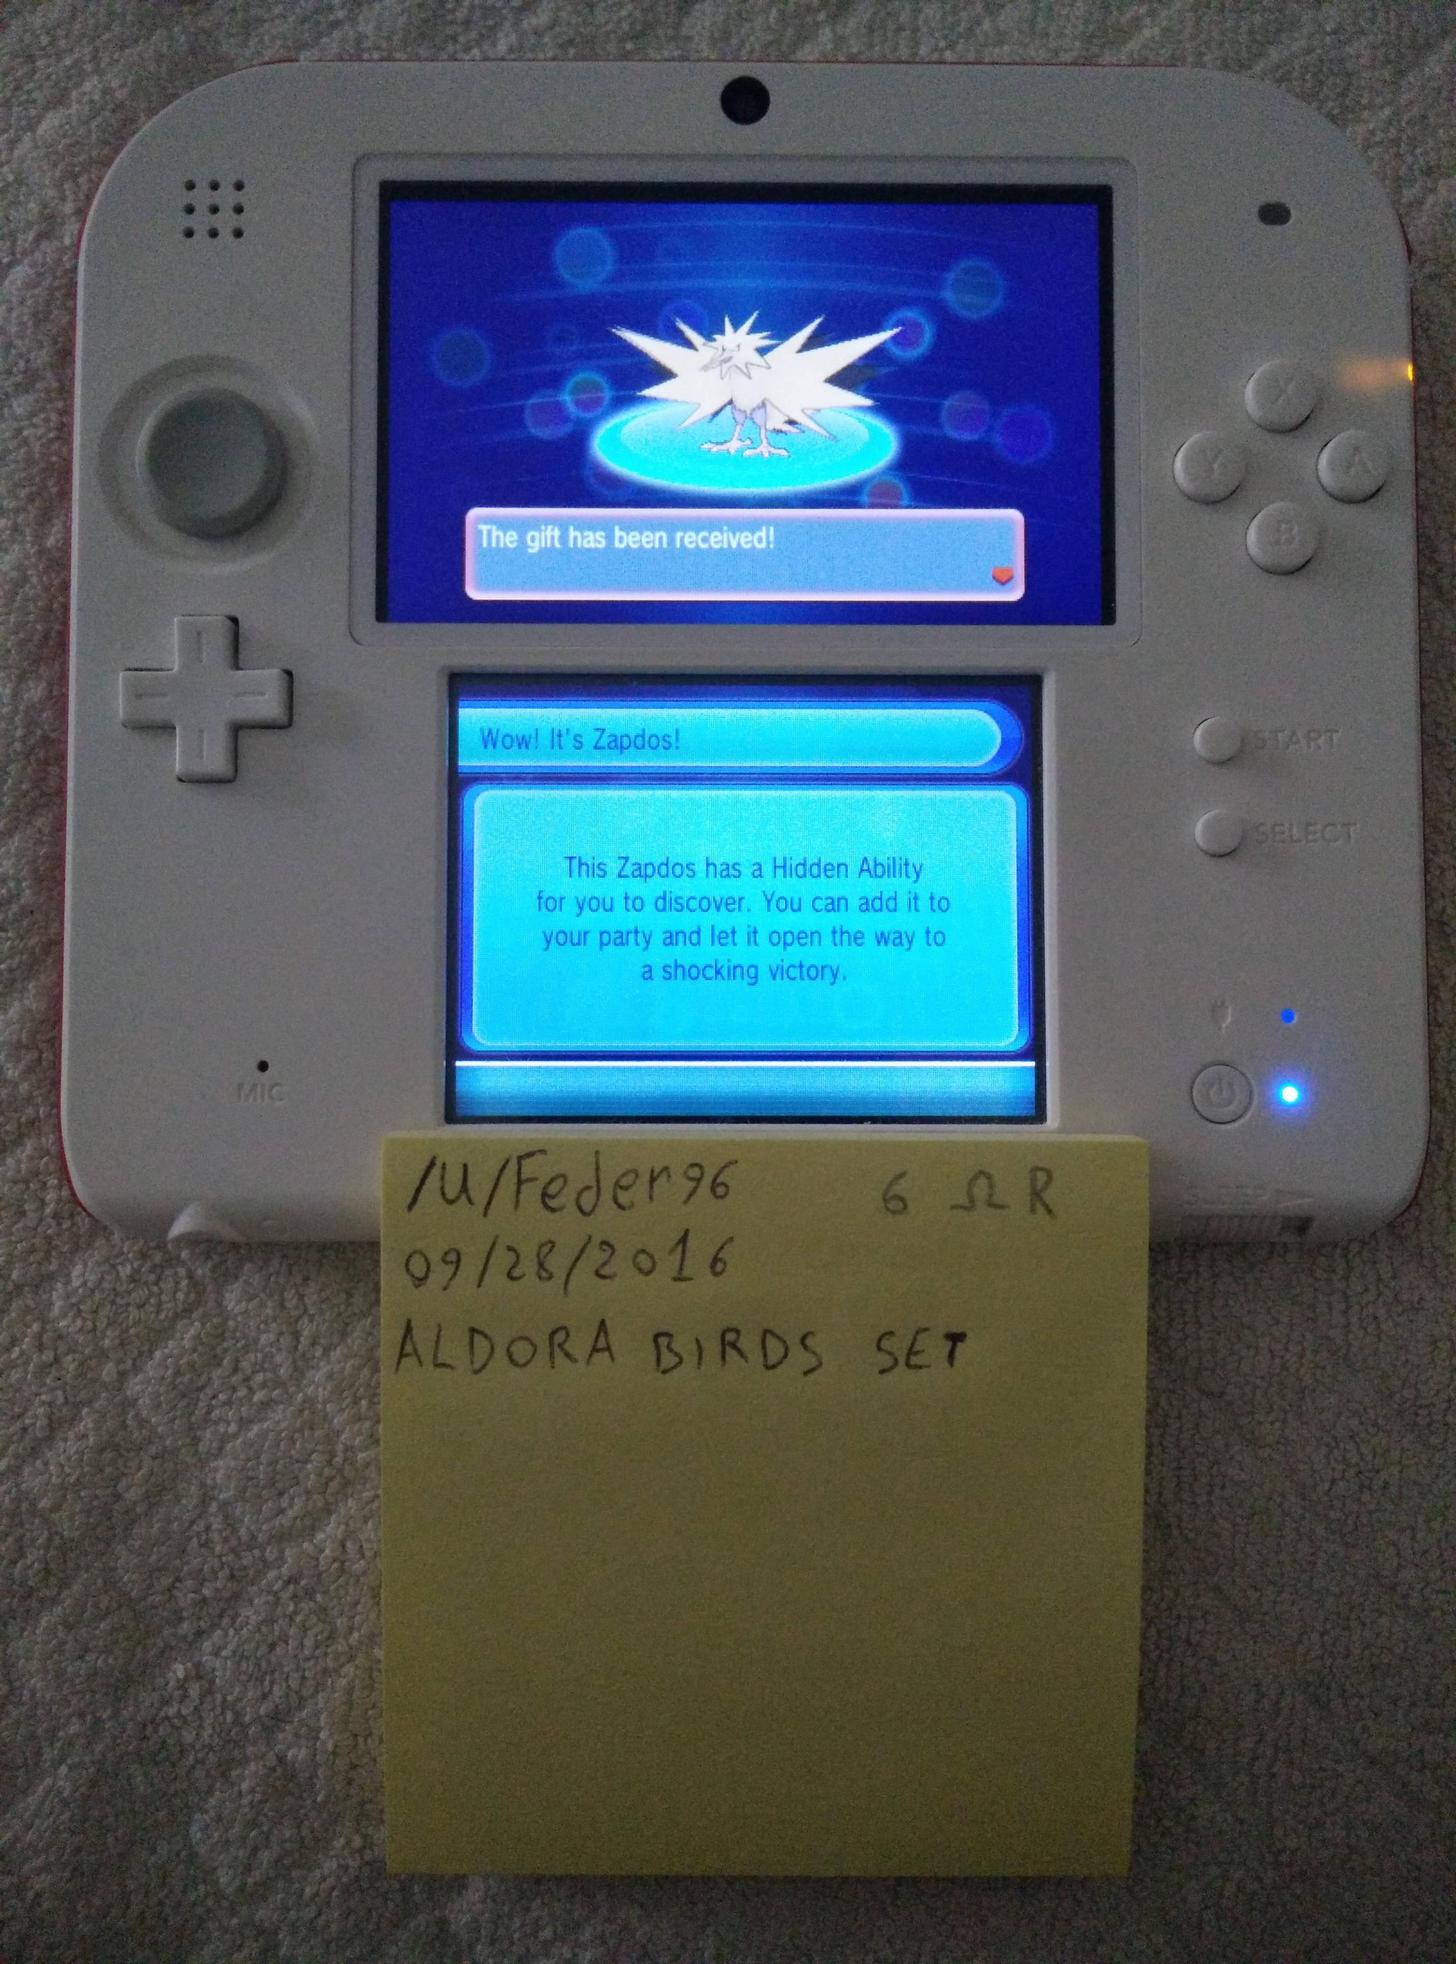 The gift has been received!
X
Y
A
B
Wow! It's Zapdos!
START
This Zapdos has a Hidden Ability
for you to discover. You can add it to
your party and let it open the way to
a shocking victory.
SELECT
MIC
/U/Feder96 6 Ω R
09/28/2016
ALDORA BIRDS SET